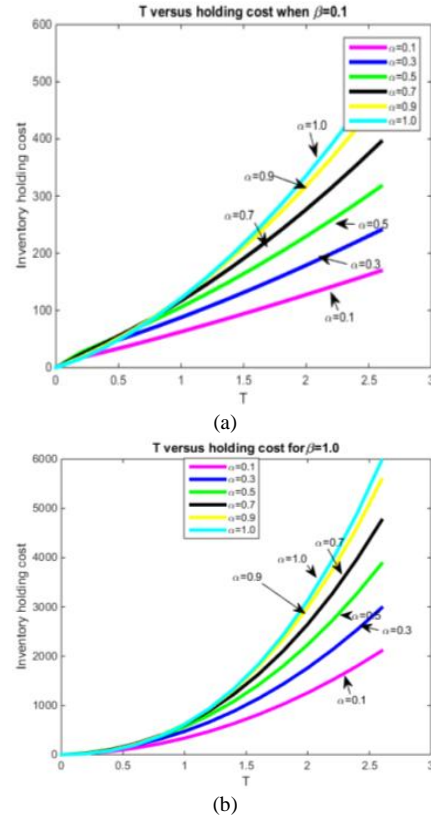 T versus holding cost when β=0.1
600
500
400
300
200
100
0
Inventory holding cost
α=0.1
α=0.3
α=0.5
α=0.7
α=0.9
α=1.0
α=1.0
α=0.9
α=0.7
α=0.5
α=0.3
α=0.1
0 0.5 1 1.5 2 2.5 3
T
(a)
T versus holding cost for β=1.0
6000
5000
4000
3000
2000
1000
0
Inventory holding cost
α=0.1
α=0.3
α=0.5
α=0.7
α=0.9
α=1.0
α=1.0
α=0.7
α=0.9
α=0.5
α=0.3
α=0.1
0 0.5 1 1.5 2 2.5 3
T
(b)